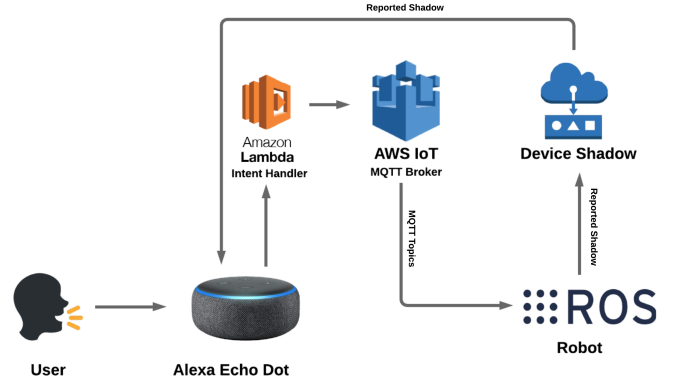 Reported Shadow
Amazon
Lambda
Intent Handler
AWS IoT
MQTT Broker
Device Shadow
MQTT Topics
Reported Shadow
ROS
Robot
User
Alexa Echo Dot